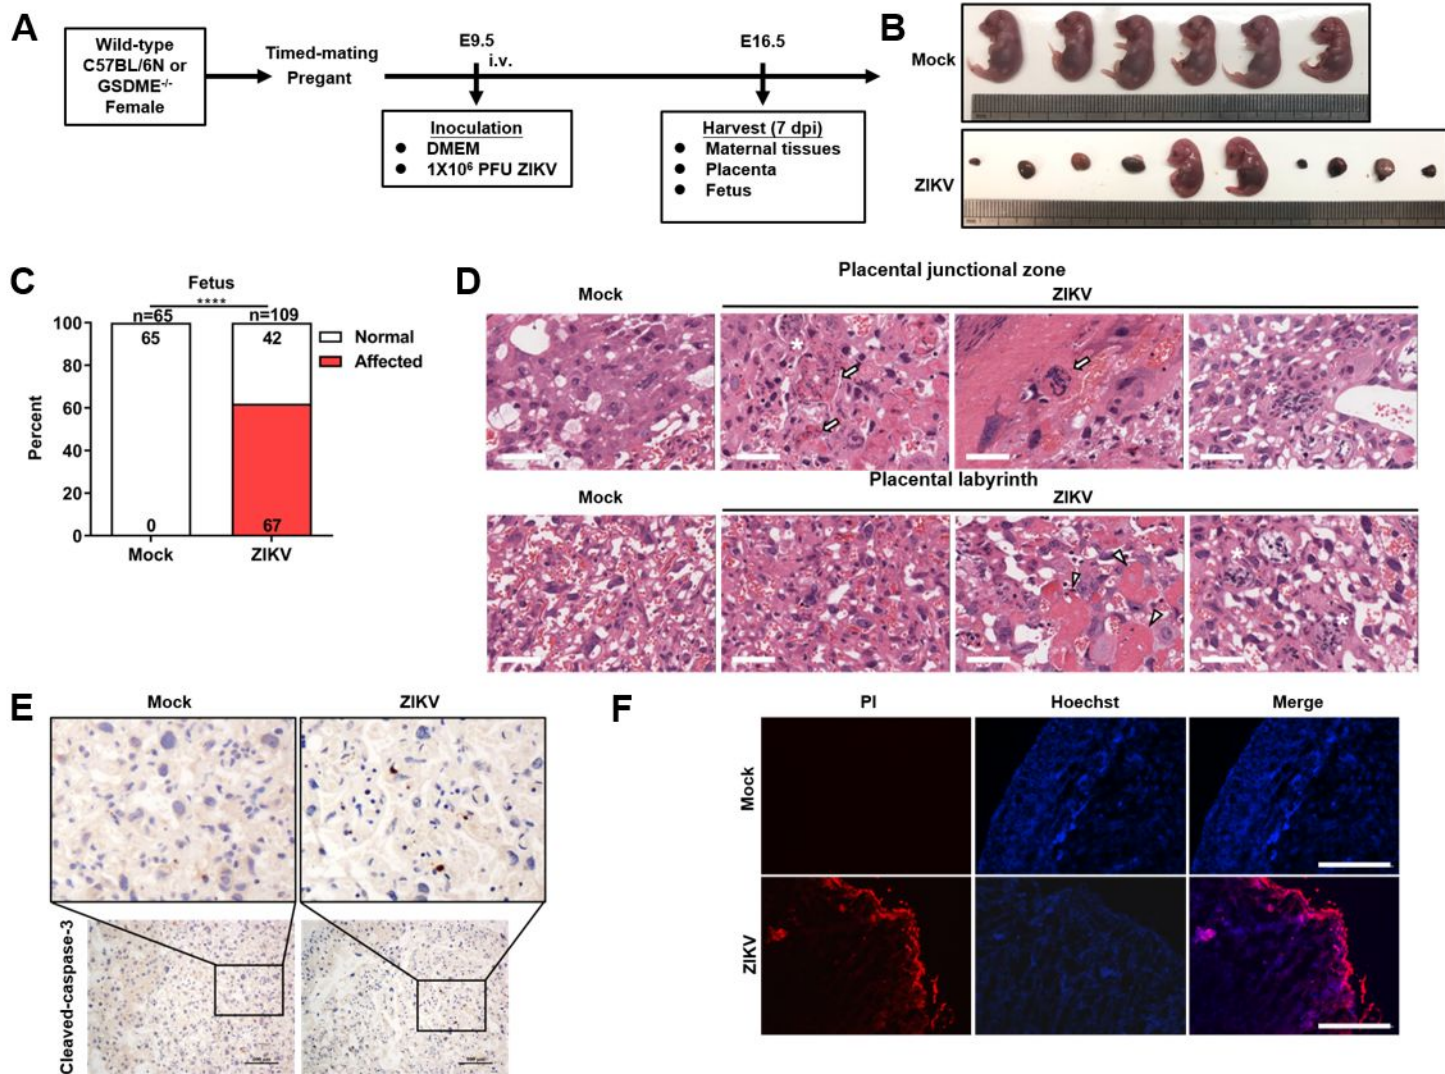 A
Wild-type
C57BL/6N or
GSDME-/-
Female
Timed-mating
Pregant
E9.5
i.v.
E16.5
Inoculation
● DMEM
● 1X10⁶ PFU ZIKV
Harvest (7 dpi)
● Maternal tissues
● Placenta
● Fetus
B
Mock
ZIKV
C
Fetus
****
n=65
n=109
Percent
100
80
60
40
20
0
65
42
0
67
Mock
ZIKV
Normal
Affected
D
Placental junctional zone
Mock
ZIKV
*
*
Placental labyrinth
Mock
ZIKV
*
*
E
Mock
ZIKV
Cleaved-caspase-3
F
PI
Hoechst
Merge
Mock
ZIKV